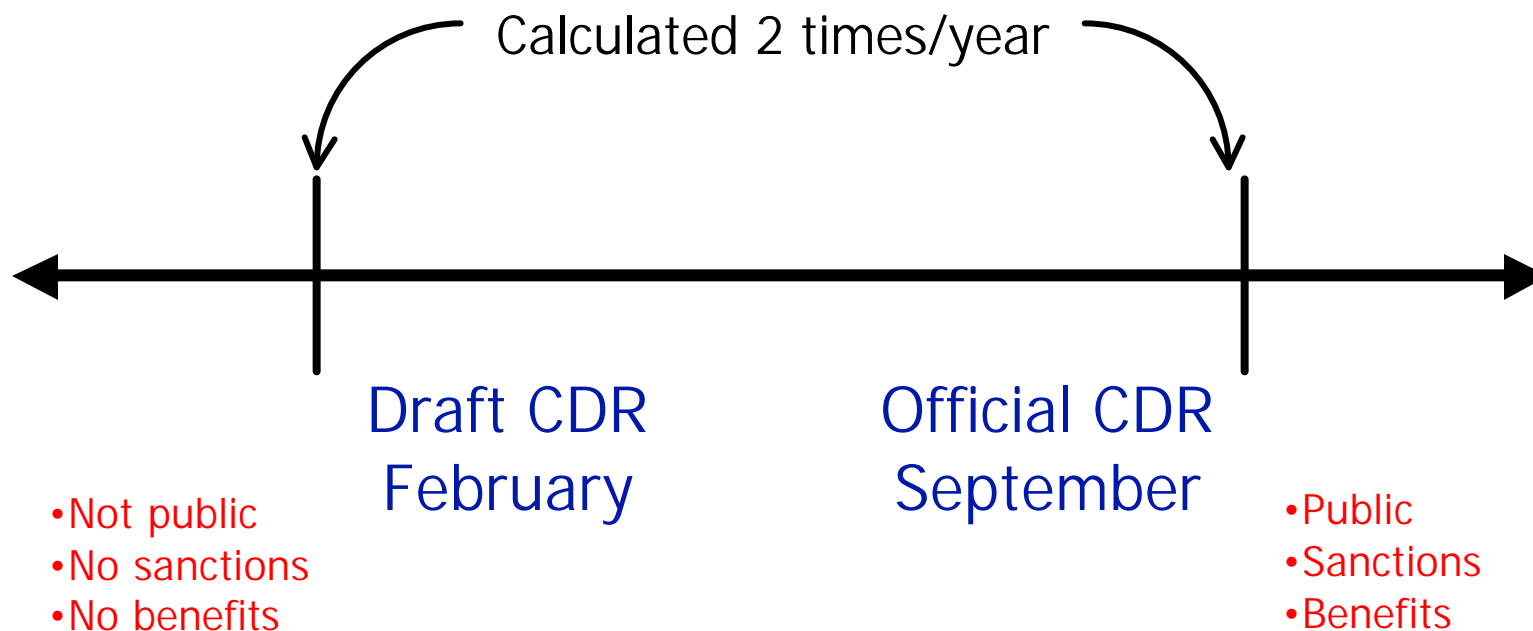 Calculated 2 times/year
Draft CDR
February
Official CDR
September
•Not public
•No sanctions
•No benefits
•Public
•Sanctions
•Benefits